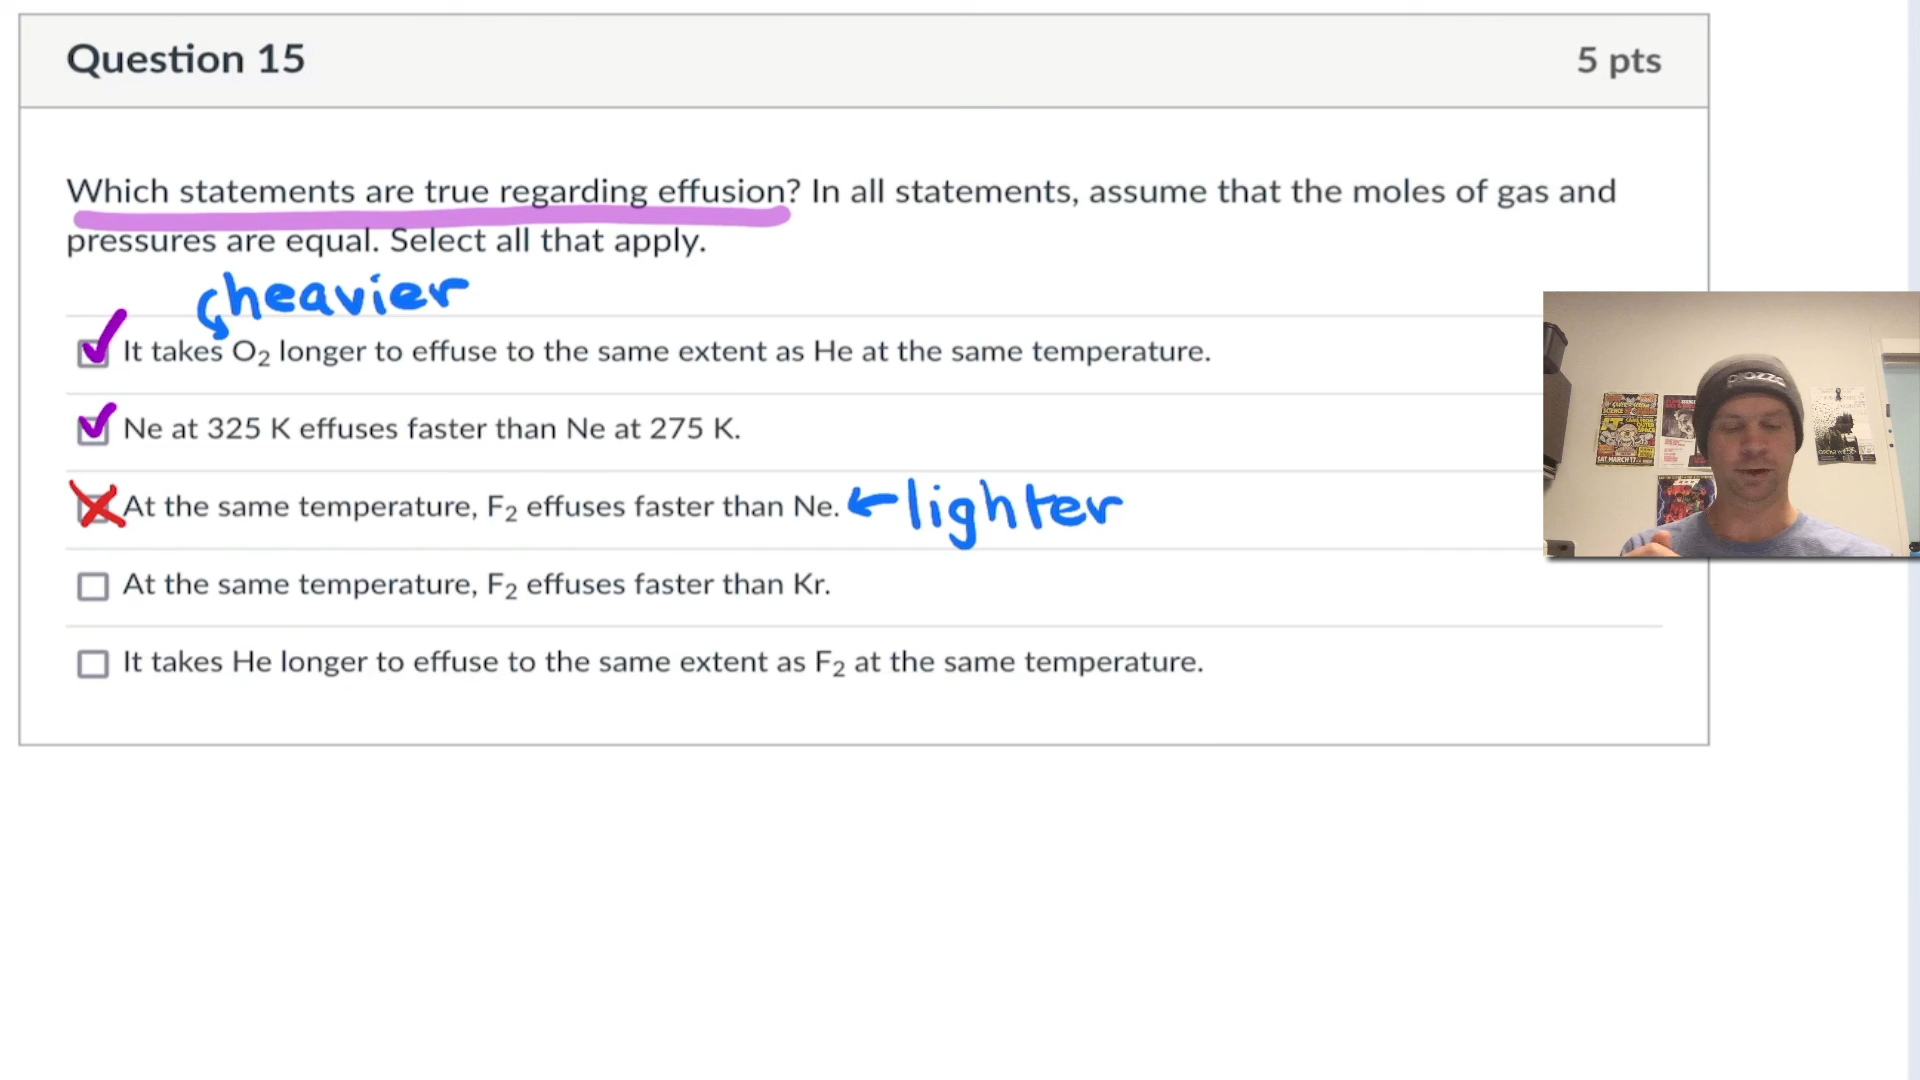 Question 15
5 pts
Which statements are true regarding effusion? In all statements, assume that the moles of gas and
pressures are equal. Select all that apply.
heavier
It takes O₂ longer to effuse to the same extent as He at the same temperature.
Ne at 325 K effuses faster than Ne at 275 K.
At the same temperature, F₂ effuses faster than Ne. ← lighter
At the same temperature, F₂ effuses faster than Kr.
It takes He longer to effuse to the same extent as F₂ at the same temperature.